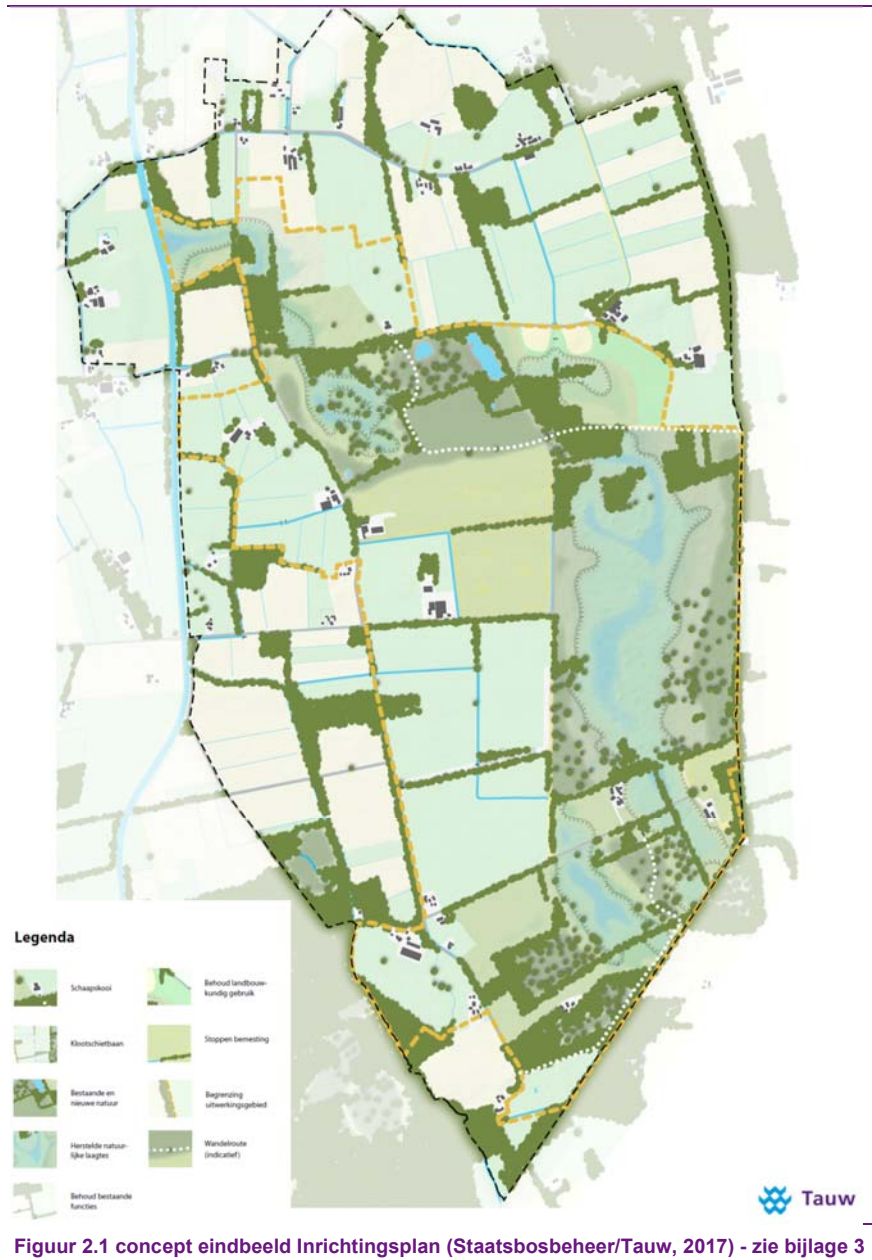 Legenda
Schaapskooi
Klootschietbaan
Bestaande en
nieuwe natuur
Herstelde natuur-
lijke laagtes
Behoud bestaande
functies
Behoud landbouw-
kundig gebruik
Stoppen bemesting
Begrenzing
uitwerkingsgebied
Wandelroute
(indicatief)
Tauw
Figuur 2.1 concept eindbeeld Inrichtingsplan (Staatsbosbeheer/Tauw, 2017) - zie bijlage 3